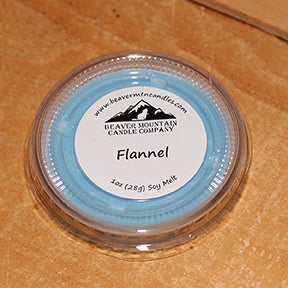 www.beavermtncandles.com
BEAVER MOUNTAIN
CANDLE COMPANY
Flannel
1oz (28g) Soy Melt